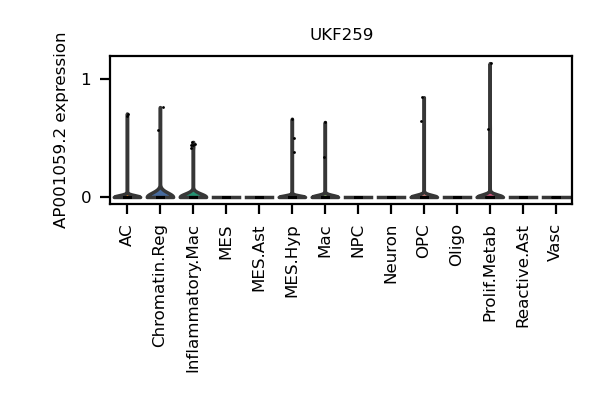 UKF259
AP001059.2 expression
1
0
AC
Chromatin.Reg
Inflammatory.Mac
MES
MES.Ast
MES.Hyp
Mac
NPC
Neuron
OPC
Oligo
Prolif.Metab
Reactive.Ast
Vasc